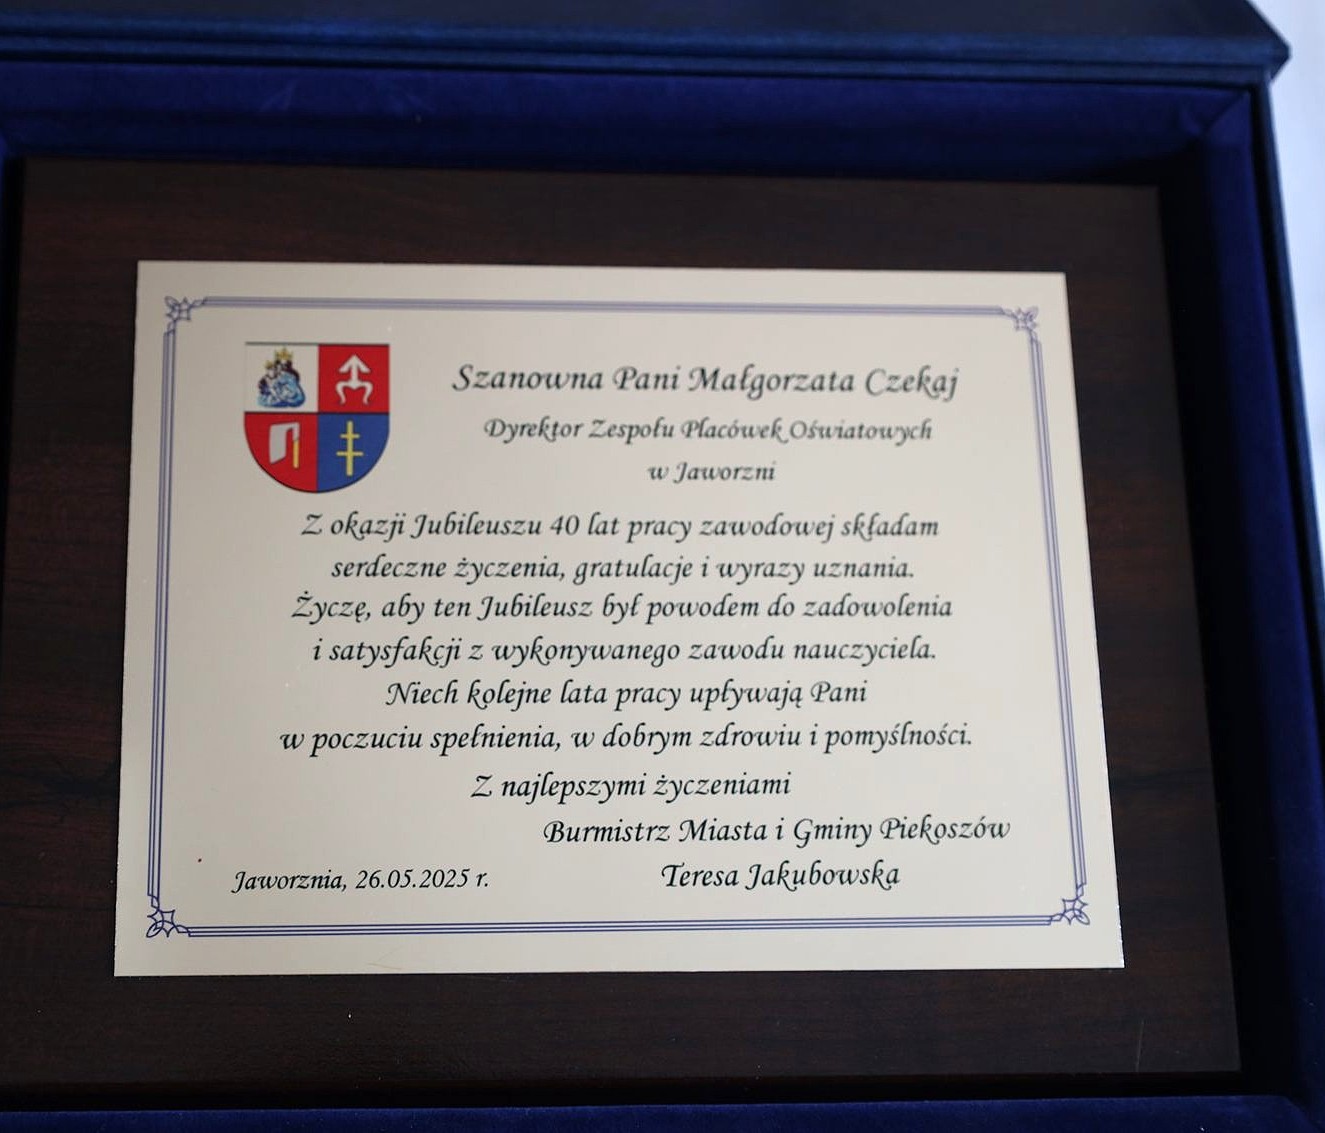 Szanowna Pani Małgorzata Czekaj
Dyrektor Zespołu Placówek Oświatowych
w Jaworzni
Z okazji Jubileuszu 40 lat pracy zawodowej składam
serdeczne życzenia, gratulacje i wyrazy uznania.
Życzę, aby ten Jubileusz był powodem do zadowolenia
i satysfakcji z wykonywanego zawodu nauczyciela.
Niech kolejne lata pracy upływają Pani
w poczuciu spełnienia, w dobrym zdrowiu i pomyślności.
Z najlepszymi życzeniami
Burmistrz Miasta i Gminy Piekoszów
Teresa Jakubowska
Jaworznia, 26.05.2025 r.